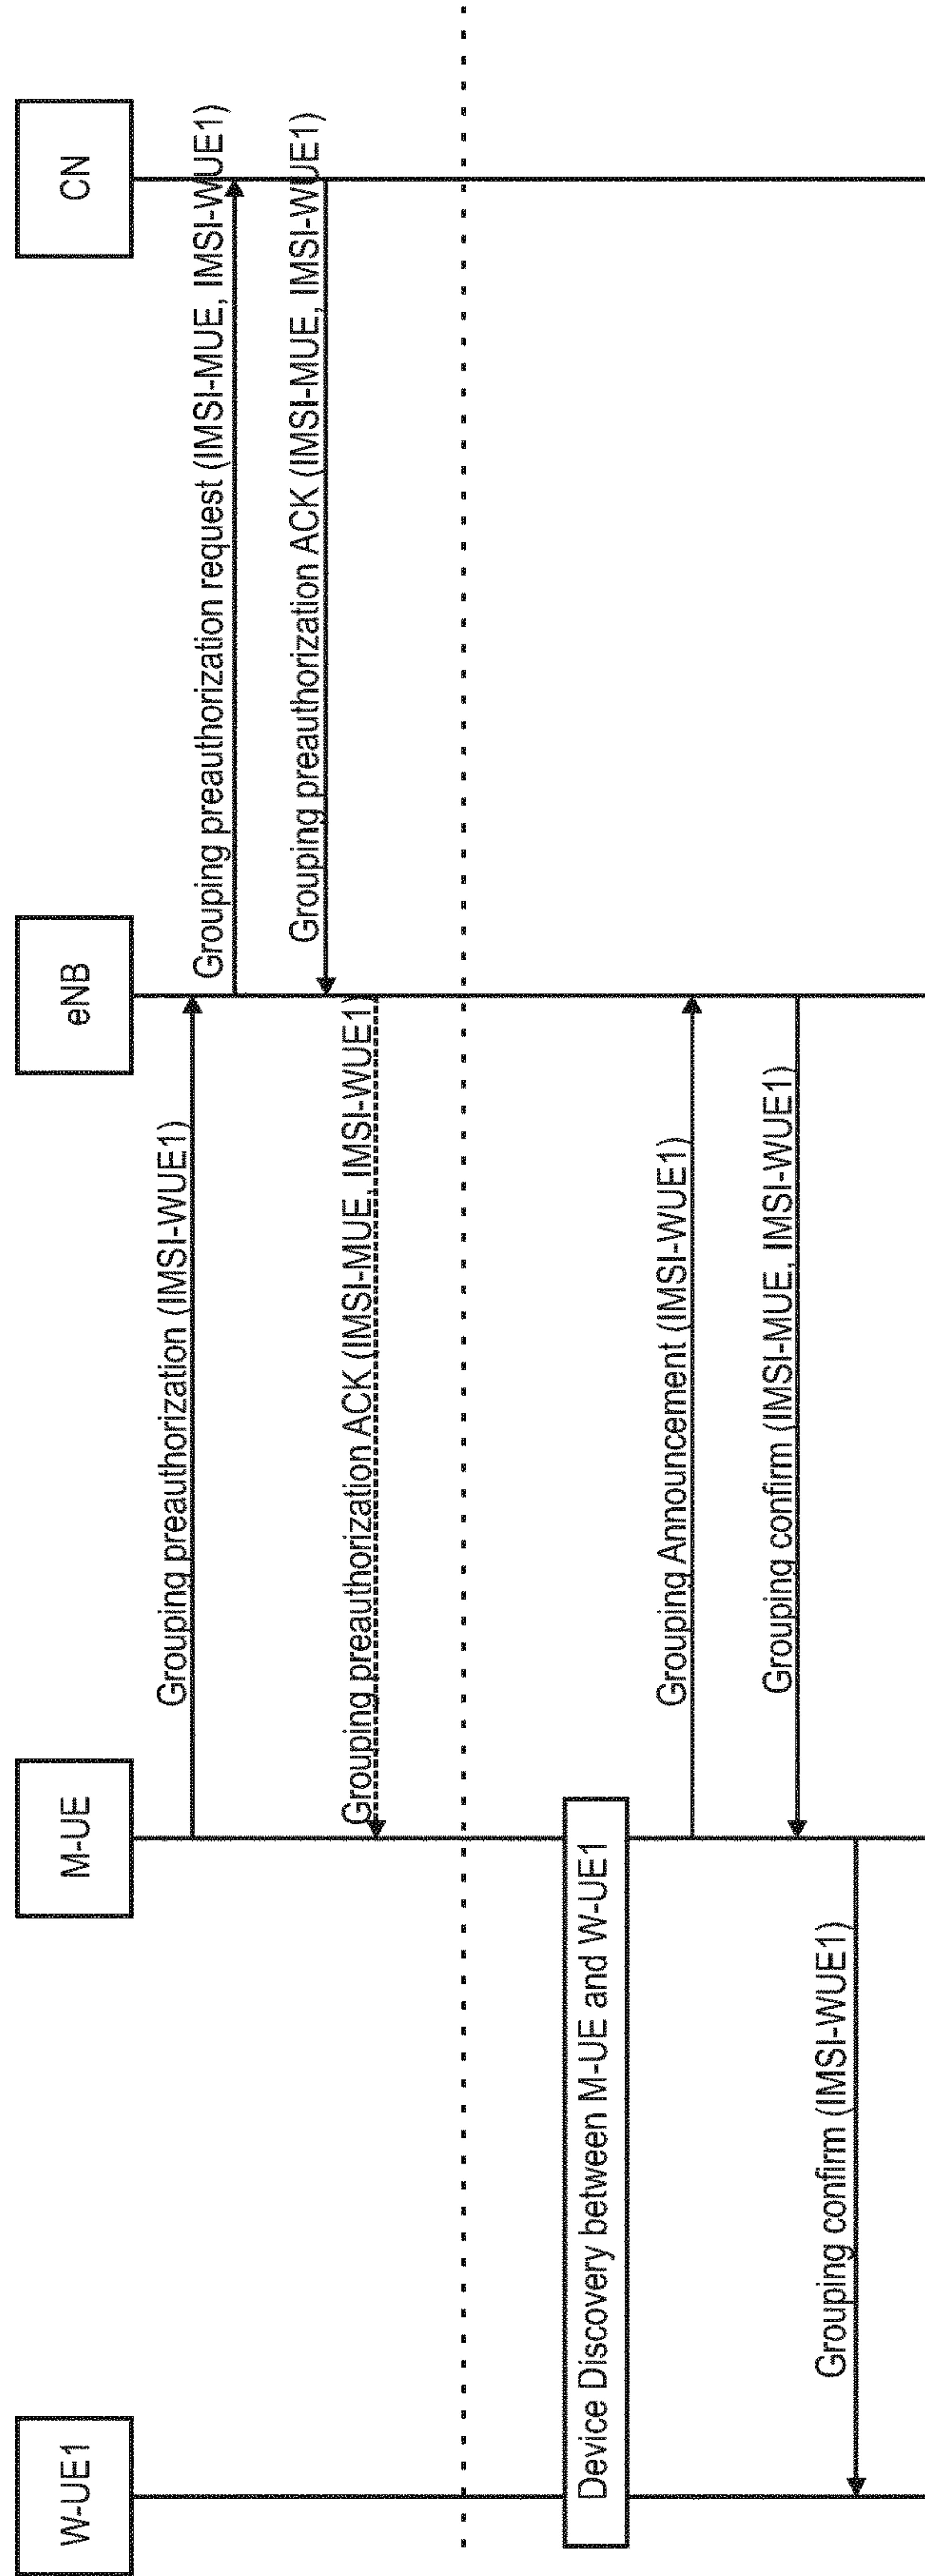 W-UE1
M-UE
eNB
CN
Grouping preauthorization (IMSI-WUE1)
Grouping preauthorization request (IMSI-MUE, IMSI-WUE1)
Grouping preauthorization ACK (IMSI-MUE, IMSI-WUE1)
Grouping preauthorization ACK (IMSI-MUE, IMSI-WUE1)
Device Discovery between M-UE and W-UE1
Grouping Announcement (IMSI-WUE1)
Grouping confirm (IMSI-MUE, IMSI-WUE1)
Grouping confirm (IMSI-WUE1)